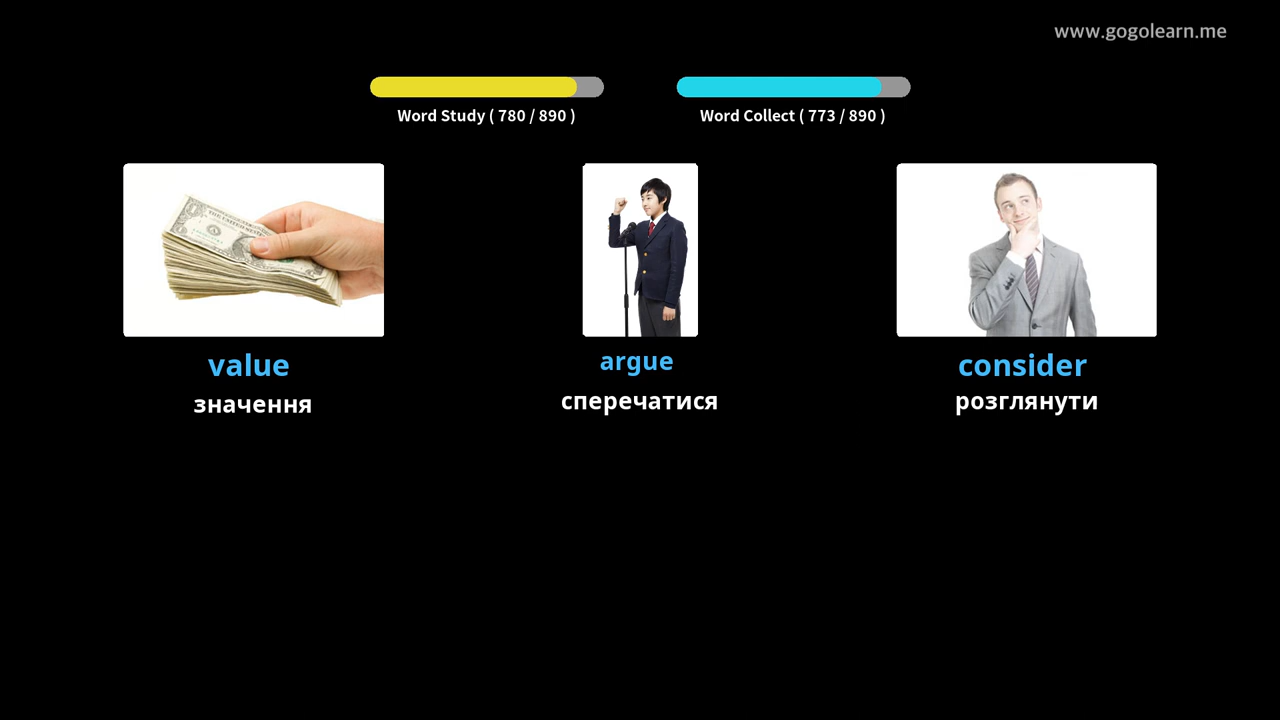 www.gogolearn.me
Word Study ( 780 / 890 )
Word Collect ( 773 / 890 )
value
значення
argue
сперечатися
consider
розглянути